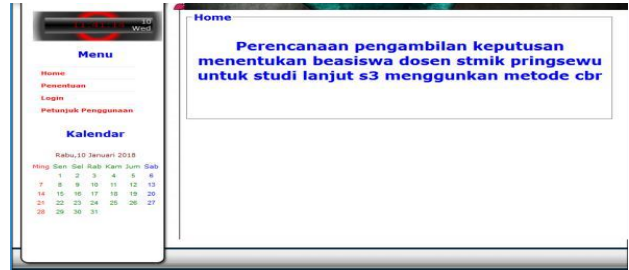 10
Wed
Menu
Home
Penentuan
Login
Petunjuk Penggunaan
Kalendar
Rabu,10 Januari 2018
Ming Sen Sel Rab Kam Jum Sab
1 2 3 4 5 6
7 8 9 10 11 12 13
14 15 16 17 18 19 20
21 22 23 24 25 26 27
28 29 30 31
Home
Perencanaan pengambilan keputusan
menentukan beasiswa dosen stmik pringsewu
untuk studi lanjut s3 menggunkan metode cbr